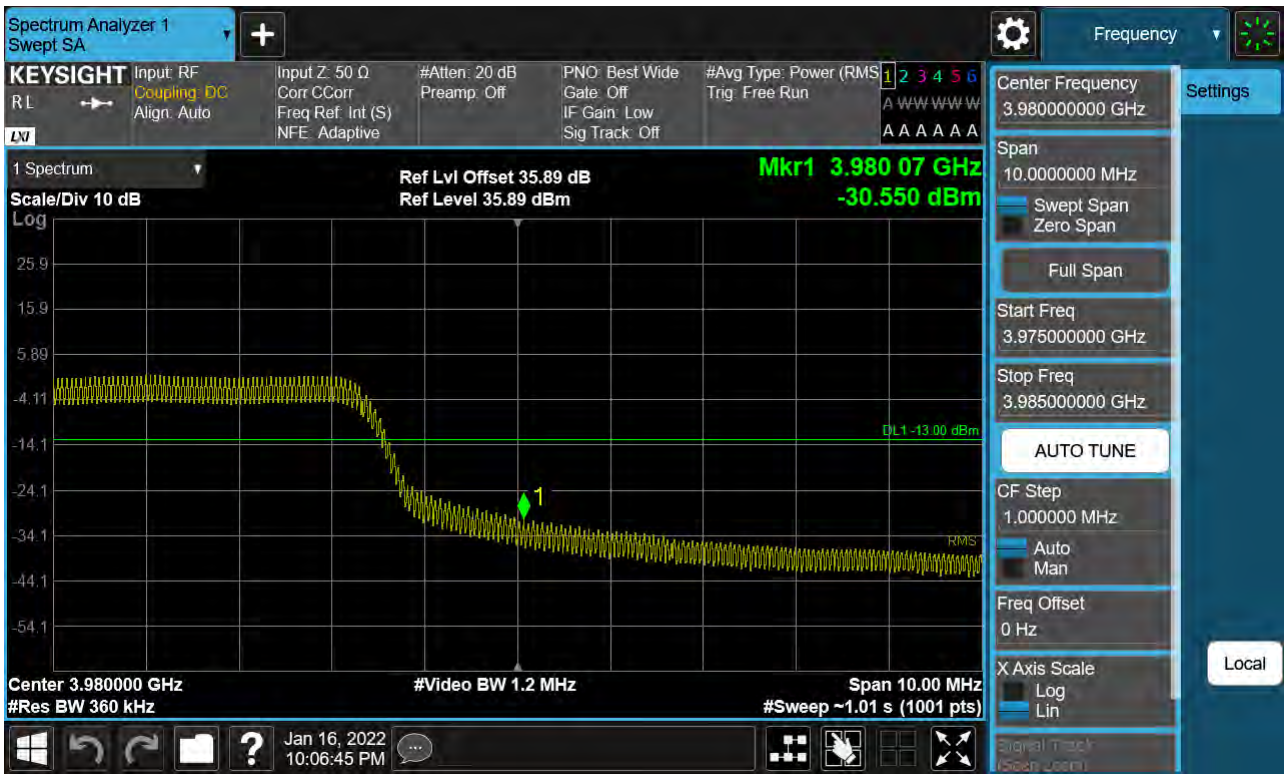 Spectrum Analyzer 1
Swept SA
+
Frequency
KEYSIGHT
RL
LXI
Input: RF
Coupling: DC
Align: Auto
Input Z: 50 Ω
Corr CCorr
Freq Ref: Int (S)
NFE: Adaptive
#Atten: 20 dB
Preamp: Off
PNO: Best Wide
Gate: Off
IF Gain: Low
Sig Track: Off
#Avg Type: Power (RMS
Trig: Free Run
1 2 3 4 5 6
A WW WW W
A A A A A A
1 Spectrum
Scale/Div 10 dB
Log
Ref Lvl Offset 35.89 dB
Ref Level 35.89 dBm
Mkr1 3.980 07 GHz
-30.550 dBm
25.9
15.9
5.89
-4.11
-14.1
-24.1
-34.1
-44.1
-54.1
DL1 -13.00 dBm
1
RMS
Center 3.980000 GHz
#Res BW 360 kHz
#Video BW 1.2 MHz
Span 10.00 MHz
#Sweep ~1.01 s (1001 pts)
Center Frequency
3.980000000 GHz
Settings
Span
10.0000000 MHz
Swept Span
Zero Span
Full Span
Start Freq
3.975000000 GHz
Stop Freq
3.985000000 GHz
AUTO TUNE
CF Step
1.000000 MHz
Auto
Man
Freq Offset
0 Hz
X Axis Scale
Log
Lin
Local
Signal Track
(Span Zoom)
?
Jan 16, 2022
10:06:45 PM